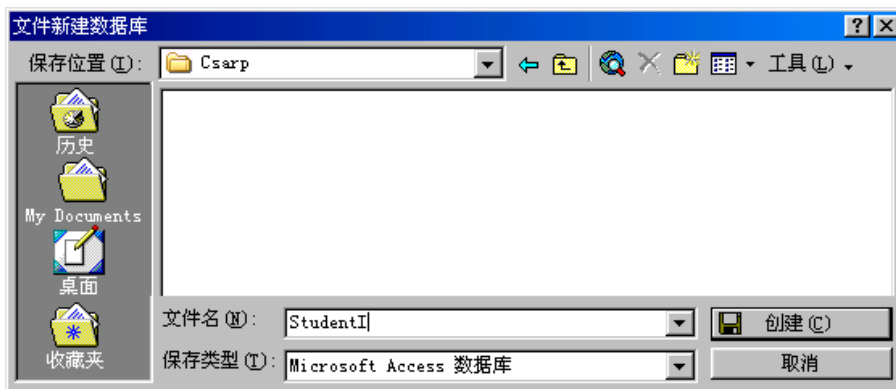 文件新建数据库
保存位置(I): Csarp 工具(L)
历史
My Documents
桌面
收藏夹
文件名(N): StudentI 创建(C)
保存类型(T): Microsoft Access 数据库 取消